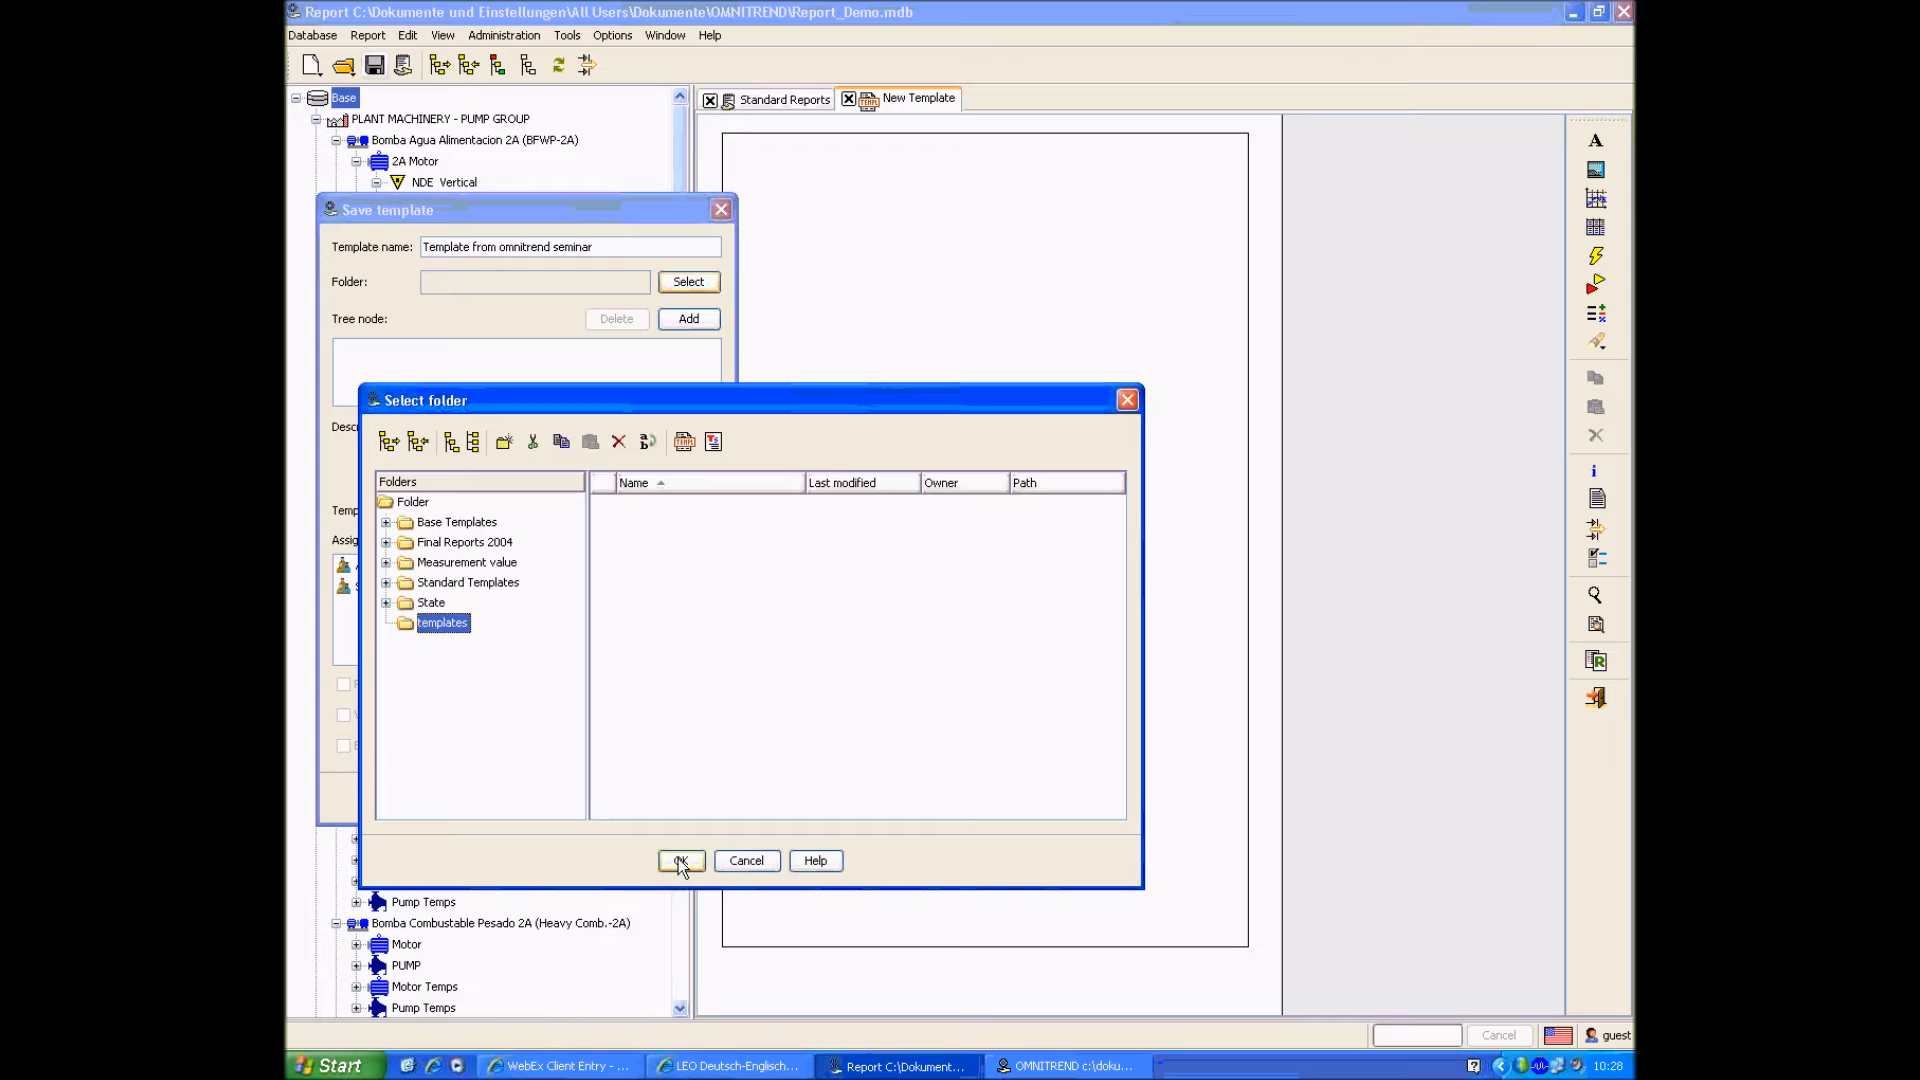 Report C:\Dokumente und Einstellungen\All Users\Dokumente\OMNITREND\Report_Demo.mdb
Database Report Edit View Administration Tools Options Window Help
Base
PLANT MACHINERY - PUMP GROUP
Bomba Agua Alimentacion 2A (BFWP-2A)
2A Motor
NDE Vertical
Standard Reports
New Template
Save template
Template name: Template from omnitrend seminar
Folder: Select
Tree node: Delete Add
Select folder
Folders
Name Last modified Owner Path
Folder
Base Templates
Final Reports 2004
Measurement value
Standard Templates
State
templates
OK Cancel Help
Pump Temps
Bomba Combustable Pesado 2A (Heavy Comb.-2A)
Motor
PUMP
Motor Temps
Pump Temps
Cancel
guest
Start
WebEx Client Entry - ...
LEO Deutsch-Englisch...
Report C:\Dokument...
OMNITREND c:\doku...
10:28